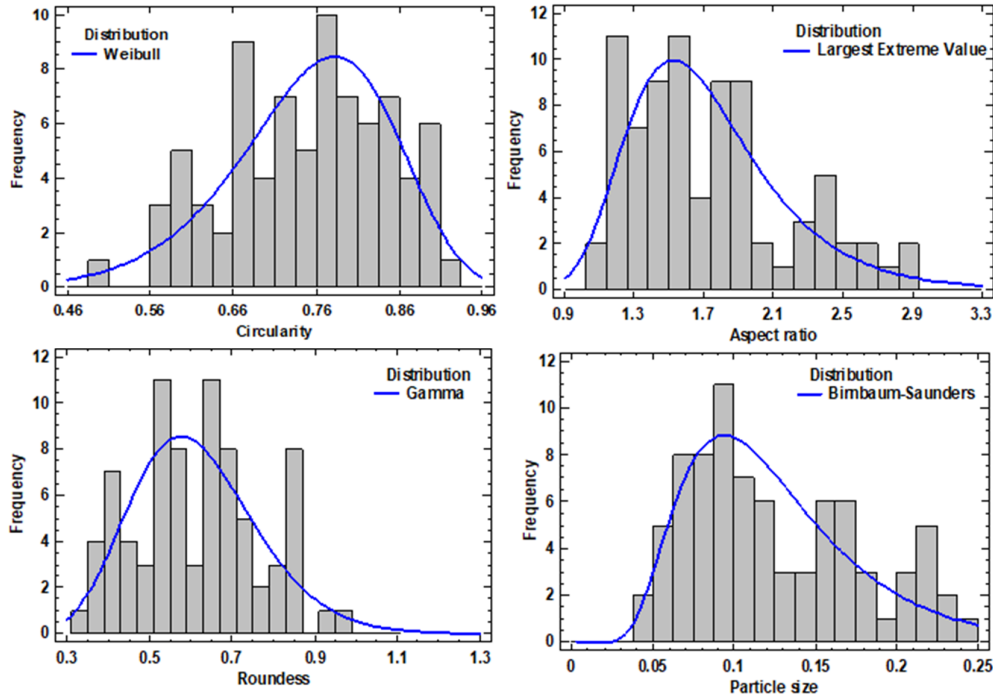 Distribution
Weibull
Frequency
10
8
6
4
2
0
0.46 0.56 0.66 0.76 0.86 0.96
Circularity
Distribution
Largest Extreme Value
Frequency
12
10
8
6
4
2
0
0.9 1.3 1.7 2.1 2.5 2.9 3.3
Aspect ratio
Distribution
Gamma
Frequency
12
10
8
6
4
2
0
0.3 0.5 0.7 0.9 1.1 1.3
Roundess
Distribution
Birnbaum-Saunders
Frequency
12
10
8
6
4
2
0
0 0.05 0.1 0.15 0.2 0.25
Particle size